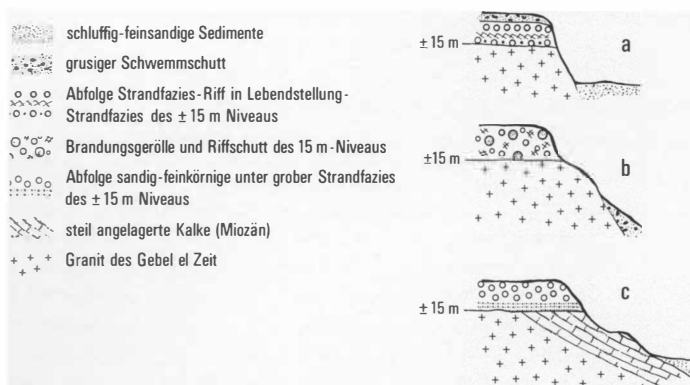 schluffig-feinsandige Sedimente
grusiger Schwemmschutt
Abfolge Strandfazies-Riff in Lebendstellung-
Strandfazies des ± 15 m Niveaus
Brandungsgerölle und Riffschutt des 15 m-Niveaus
Abfolge sandig-feinkörnige unter grober Strandfazies
des ± 15 m Niveaus
steil angelagerte Kalke (Miozän)
Granit des Gebel el Zeit
± 15 m
a
±15 m
b
± 15 m
c